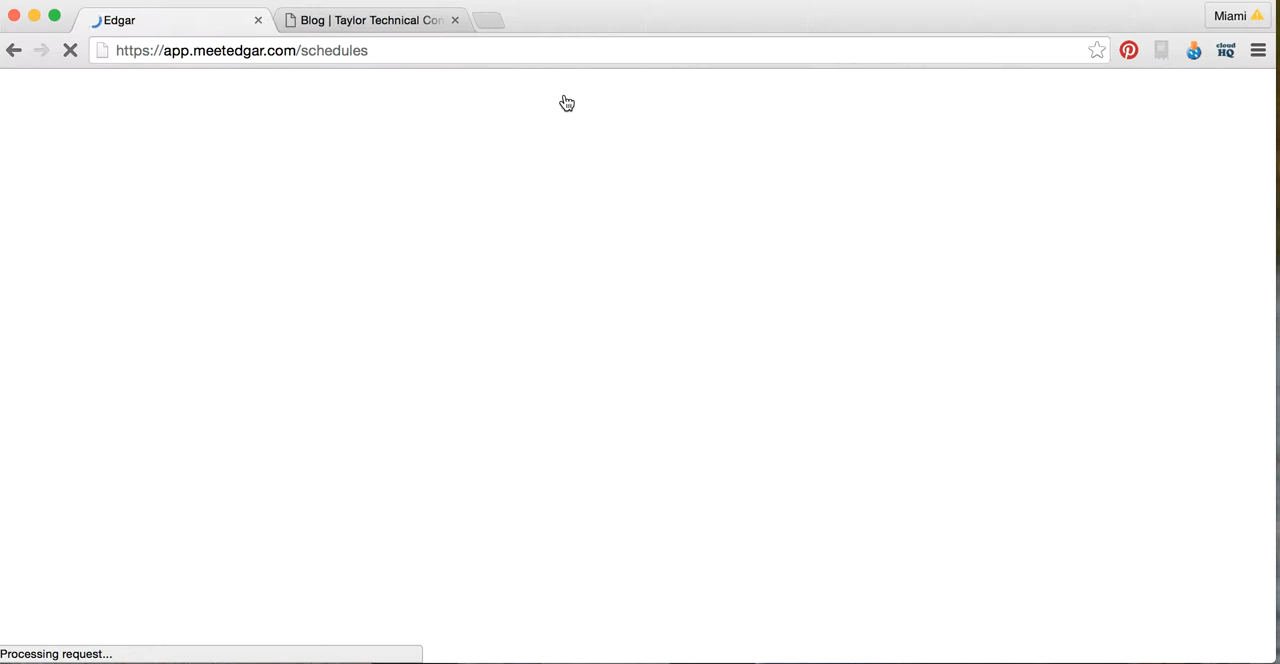 Edgar
Blog | Taylor Technical Con
Miami
https://app.meetedgar.com/schedules
cloud
HQ
Processing request...